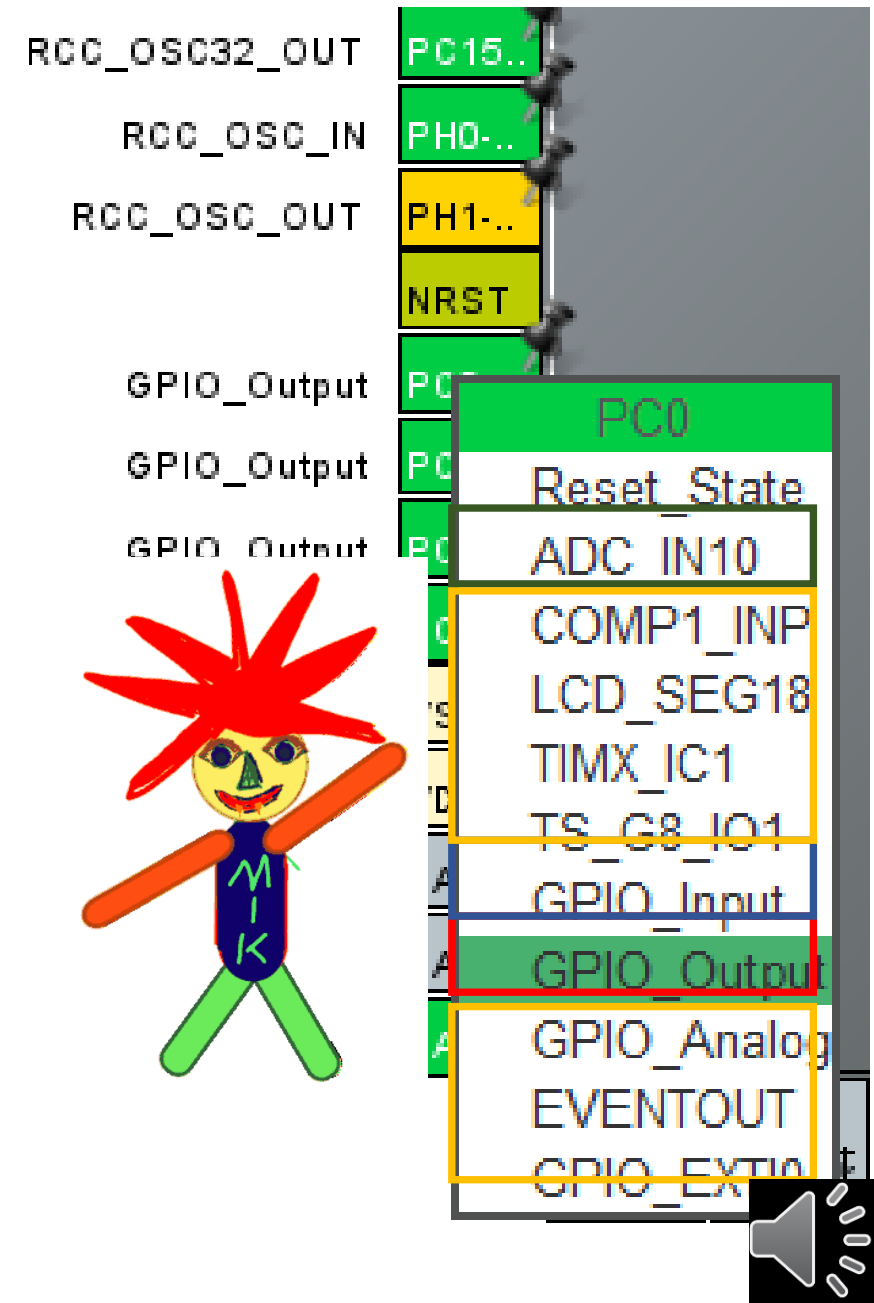 RCC_OSC32_OUT PC15..
RCC_OSC_IN PH0-..
RCC_OSC_OUT PH1-..
NRST
GPIO_Output
GPIO_Output
GPIO_Output
PC0
Reset_State
ADC_IN10
COMP1_INP
LCD_SEG18
TIMX_IC1
TS_G8_IO1
GPIO_Input
GPIO_Output
GPIO_Analog
EVENTOUT
GPIO_EXTI0
MIK